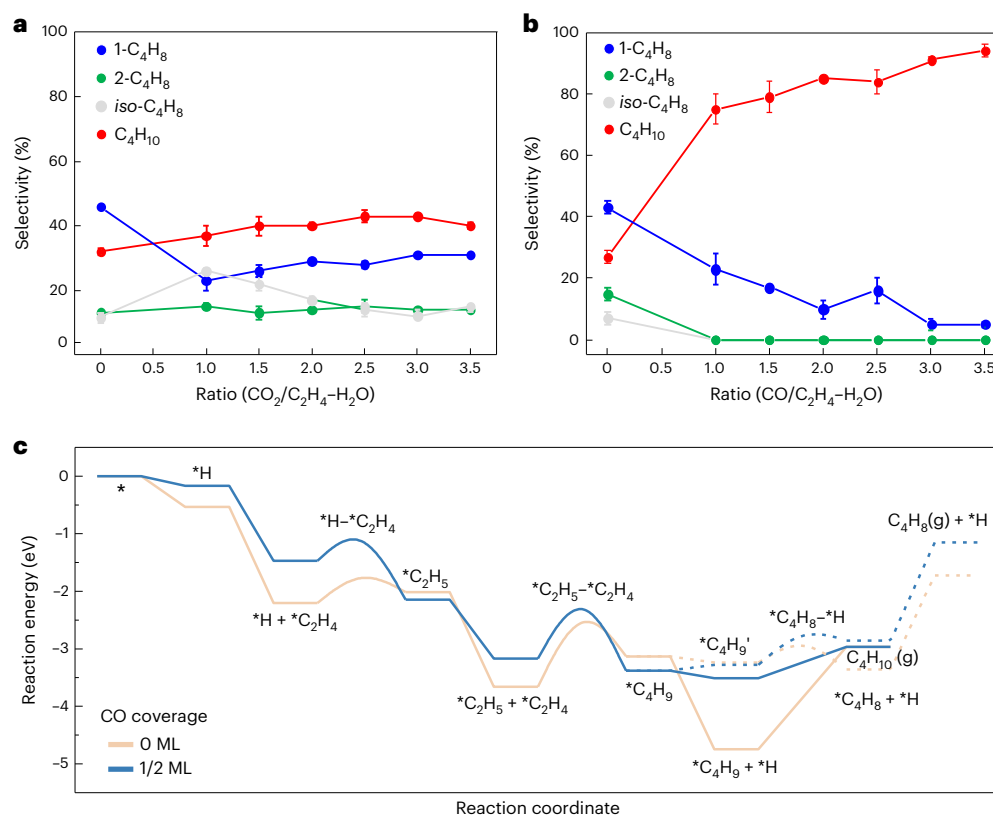 a
100
80
60
40
20
0
Selectivity (%)
1-C₄H₈
2-C₄H₈
iso-C₄H₈
C₄H₁₀
0 0.5 1.0 1.5 2.0 2.5 3.0 3.5
Ratio (CO₂/C₂H₄–H₂O)
b
100
80
60
40
20
0
Selectivity (%)
1-C₄H₈
2-C₄H₈
iso-C₄H₈
C₄H₁₀
0 0.5 1.0 1.5 2.0 2.5 3.0 3.5
Ratio (CO/C₂H₄–H₂O)
c
0
−1
−2
−3
−4
−5
Reaction energy (eV)
*
*H
*H + *C₂H₄
*H–*C₂H₄
*C₂H₅
*C₂H₅ + *C₂H₄
*C₂H₅–*C₂H₄
*C₄H₉
*C₄H₉'
*C₄H₉ + *H
*C₄H₈–*H
C₄H₁₀ (g)
*C₄H₈ + *H
C₄H₈(g) + *H
CO coverage
0 ML
1/2 ML
Reaction coordinate